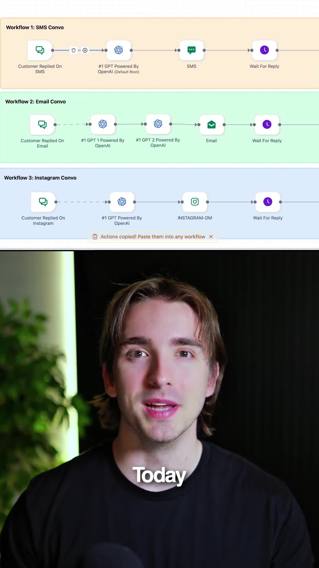 Workflow 1: SMS Convo
Customer Replied On
SMS
#1 GPT Powered By
OpenAI (Default Root)
SMS
Wait For Reply
Workflow 2: Email Convo
Customer Replied On
Email
#1 GPT 1 Powered By
OpenAI
#1 GPT 2 Powered By
OpenAI
Email
Wait For Reply
Workflow 3: Instagram Convo
Customer Replied On
Instagram
#1 GPT Powered By
OpenAI
INSTAGRAM-DM
Wait For Reply
Actions copied! Paste them into any workflow
Today